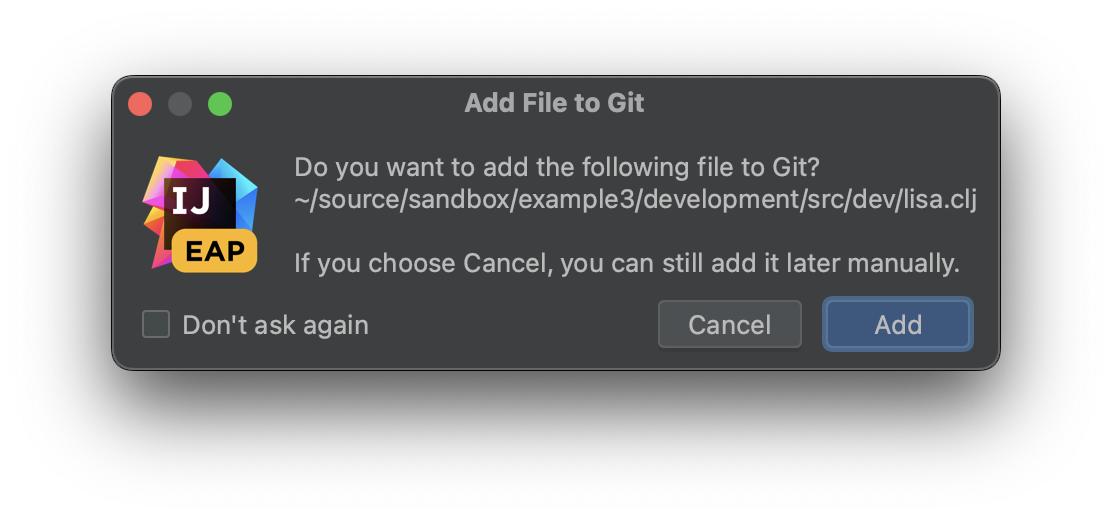 Add File to Git
Do you want to add the following file to Git?
~/source/sandbox/example3/development/src/dev/lisa.clj
If you choose Cancel, you can still add it later manually.
IJ
EAP
Don't ask again
Cancel
Add